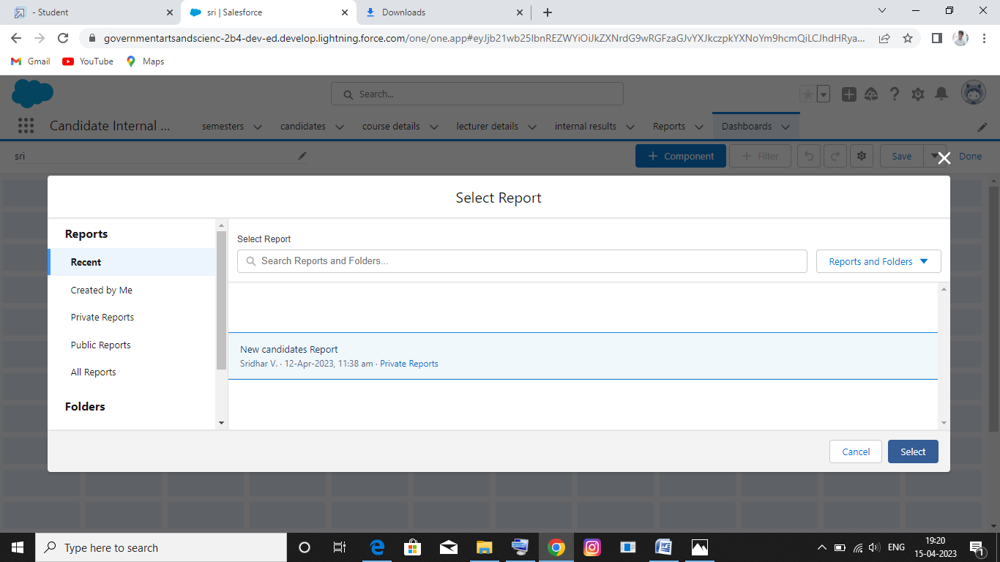 - Student
sri | Salesforce
Downloads
governmentartsandscienc-2b4-dev-ed.develop.lightning.force.com/one/one.app#eyJjb21wb25lbnREZWYiOiJkZXNrdG9wRGFzaGJvYXJkczpkYXNoYm9hcmQiLCJhdHRya...
Gmail
YouTube
Maps
Search...
Candidate Internal ...
semesters
candidates
course details
lecturer details
internal results
Reports
Dashboards
sri
+ Component
+ Filter
Save
Done
Select Report
Reports
Recent
Created by Me
Private Reports
Public Reports
All Reports
Folders
Select Report
Search Reports and Folders...
Reports and Folders
New candidates Report
Sridhar V. · 12-Apr-2023, 11:38 am · Private Reports
Cancel
Select
Type here to search
ENG
19:20
15-04-2023
1